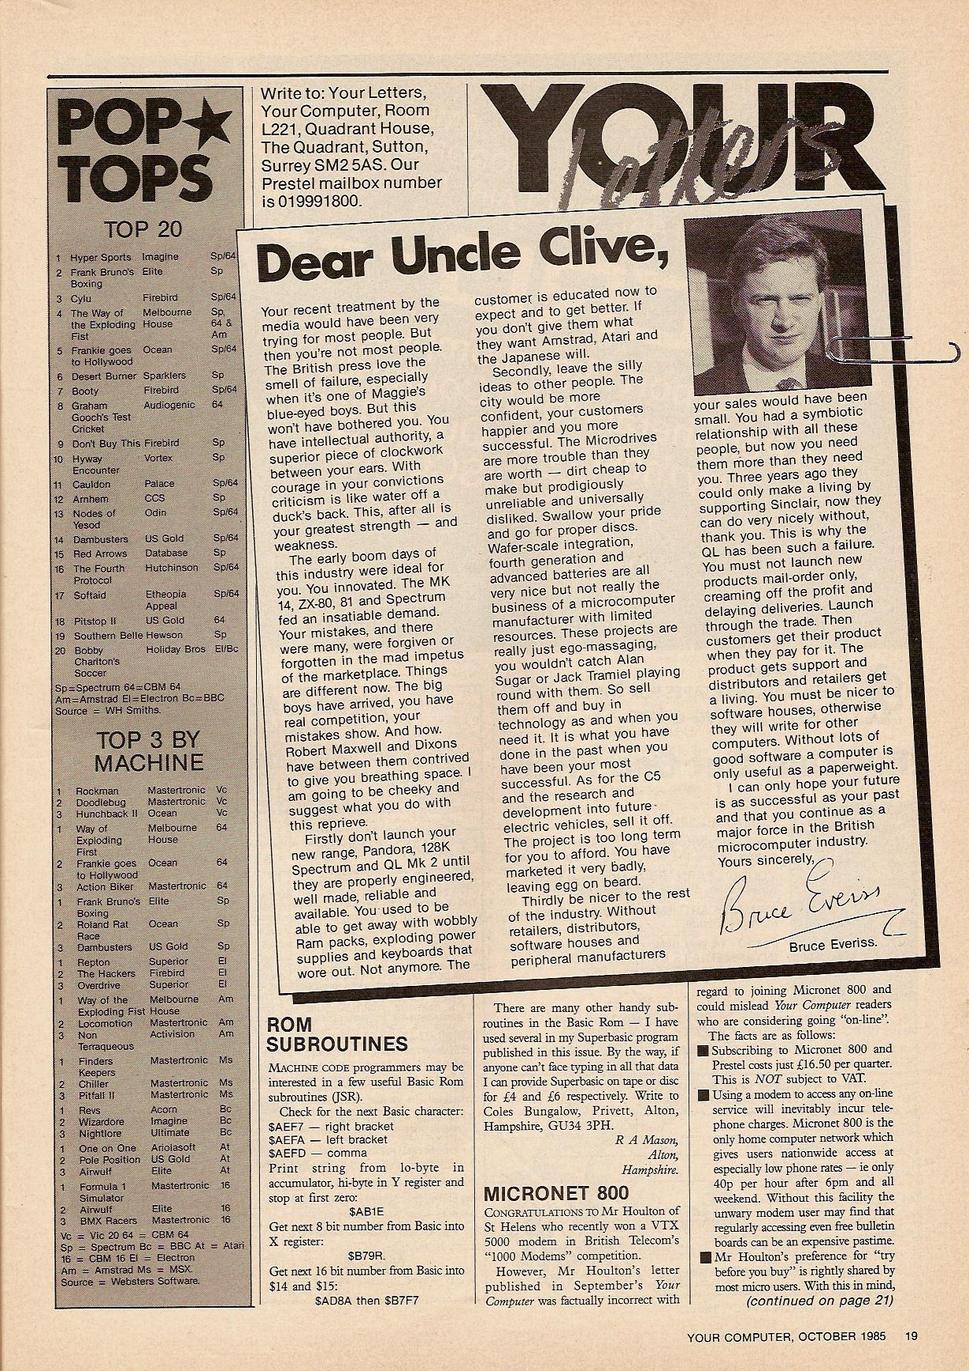 POP★
TOPS
TOP 20
1 Hyper Sports Imagine Sp/64
2 Frank Bruno's Elite Sp
Boxing
3 Cylu Firebird Sp/64
4 The Way of Melbourne Sp,
the Exploding House 64 &
Fist Am
5 Frankie goes Ocean Sp/64
to Hollywood
6 Desert Burner Sparklers Sp
7 Booty Firebird Sp/64
8 Graham Audiogenic 64
Gooch's Test
Cricket
9 Don't Buy This Firebird Sp
10 Hyway Vortex Sp
Encounter
11 Cauldon Palace Sp/64
12 Arnhem CCS Sp
13 Nodes of Odin Sp/64
Yesod
14 Dambusters US Gold Sp/64
15 Red Arrows Database Sp
16 The Fourth Hutchinson Sp/64
Protocol
17 Softaid Etheopia Sp/64
Appeal
18 Pitstop II US Gold 64
19 Southern Belle Hewson Sp
20 Bobby Holiday Bros El/Bc
Charlton's
Soccer
Sp=Spectrum 64=CBM 64
Am=Amstrad El=Electron Bc=BBC
Source = WH Smiths.
TOP 3 BY
MACHINE
1 Rockman Mastertronic Vc
2 Doodlebug Mastertronic Vc
3 Hunchback II Ocean Vc
1 Way of Melbourne 64
Exploding House
First
2 Frankie goes Ocean 64
to Hollywood
3 Action Biker Mastertronic 64
1 Frank Bruno's Elite Sp
Boxing
2 Roland Rat Ocean Sp
Race
3 Dambusters US Gold Sp
1 Repton Superior El
2 The Hackers Firebird El
3 Overdrive Superior El
1 Way of the Melbourne Am
Exploding Fist House
2 Locomotion Mastertronic Am
3 Non Activision Am
Terraqueous
1 Finders Mastertronic Ms
Keepers
2 Chiller Mastertronic Ms
3 Pitfall II Mastertronic Ms
1 Revs Acorn Bc
2 Wizardore Imagine Bc
3 Nightlore Ultimate Bc
1 One on One Ariolasoft At
2 Pole Position US Gold At
3 Airwulf Elite At
1 Formula 1 Mastertronic 16
Simulator
2 Airwulf Elite 16
3 BMX Racers Mastertronic 16
Vc = Vic 20 64 = CBM 64
Sp = Spectrum Bc = BBC At = Atari
16 = CBM 16 El = Electron
Am = Amstrad Ms = MSX.
Source = Websters Software.
Write to: Your Letters,
Your Computer, Room
L221, Quadrant House,
The Quadrant, Sutton,
Surrey SM2 5AS. Our
Prestel mailbox number
is 019991800.
YOUR
letters
Dear Uncle Clive,
Your recent treatment by the
media would have been very
trying for most people. But
then you're not most people.
The British press love the
smell of failure, especially
when it's one of Maggie's
blue-eyed boys. But this
won't have bothered you. You
have intellectual authority, a
superior piece of clockwork
between your ears. With
courage in your convictions
criticism is like water off a
duck's back. This, after all is
your greatest strength — and
weakness.
The early boom days of
this industry were ideal for
you. You innovated. The MK
14, ZX-80, 81 and Spectrum
fed an insatiable demand.
Your mistakes, and there
were many, were forgiven or
forgotten in the mad impetus
of the marketplace. Things
are different now. The big
boys have arrived, you have
real competition, your
mistakes show. And how.
Robert Maxwell and Dixons
have between them contrived
to give you breathing space. I
am going to be cheeky and
suggest what you do with
this reprieve.
Firstly don't launch your
new range, Pandora, 128K
Spectrum and QL Mk 2 until
they are properly engineered,
well made, reliable and
available. You used to be
able to get away with wobbly
Ram packs, exploding power
supplies and keyboards that
wore out. Not anymore. The
customer is educated now to
expect and to get better. If
you don't give them what
they want Amstrad, Atari and
the Japanese will.
Secondly, leave the silly
ideas to other people. The
city would be more
confident, your customers
happier and you more
successful. The Microdrives
are more trouble than they
are worth — dirt cheap to
make but prodigiously
unreliable and universally
disliked. Swallow your pride
and go for proper discs.
Wafer-scale integration,
fourth generation and
advanced batteries are all
very nice but not really the
business of a microcomputer
manufacturer with limited
resources. These projects are
really just ego-massaging,
you wouldn't catch Alan
Sugar or Jack Tramiel playing
round with them. So sell
them off and buy in
technology as and when you
need it. It is what you have
done in the past when you
have been your most
successful. As for the C5
and the research and
development into future
electric vehicles, sell it off.
The project is too long term
for you to afford. You have
marketed it very badly,
leaving egg on beard.
Thirdly be nicer to the rest
of the industry. Without
retailers, distributors,
software houses and
peripheral manufacturers
your sales would have been
small. You had a symbiotic
relationship with all these
people, but now you need
them more than they need
you. Three years ago they
could only make a living by
supporting Sinclair, now they
can do very nicely without,
thank you. This is why the
QL has been such a failure.
You must not launch new
products mail-order only,
creaming off the profit and
delaying deliveries. Launch
through the trade. Then
customers get their product
when they pay for it. The
product gets support and
distributors and retailers get
a living. You must be nicer to
software houses, otherwise
they will write for other
computers. Without lots of
good software a computer is
only useful as a paperweight.
I can only hope your future
is as successful as your past
and that you continue as a
major force in the British
microcomputer industry.
Yours sincerely,
Bruce Everiss
Bruce Everiss.
ROM
SUBROUTINES
MACHINE CODE programmers may be
interested in a few useful Basic Rom
subroutines (JSR).
Check for the next Basic character:
$AEF7 — right bracket
$AEFA — left bracket
$AEFD — comma
Print string from lo-byte in
accumulator, hi-byte in Y register and
stop at first zero:
$AB1E
Get next 8 bit number from Basic into
X register:
$B79R.
Get next 16 bit number from Basic into
$14 and $15:
$AD8A then $B7F7
There are many other handy sub-
routines in the Basic Rom — I have
used several in my Superbasic program
published in this issue. By the way, if
anyone can't face typing in all that data
I can provide Superbasic on tape or disc
for £4 and £6 respectively. Write to
Coles Bungalow, Privett, Alton,
Hampshire, GU34 3PH.
R A Mason,
Alton,
Hampshire.
MICRONET 800
CONGRATULATIONS TO Mr Houlton of
St Helens who recently won a VTX
5000 modem in British Telecom's
"1000 Modems" competition.
However, Mr Houlton's letter
published in September's Your
Computer was factually incorrect with
regard to joining Micronet 800 and
could mislead Your Computer readers
who are considering going "on-line".
The facts are as follows:
■ Subscribing to Micronet 800 and
Prestel costs just £16.50 per quarter.
This is NOT subject to VAT.
■ Using a modem to access any on-line
service will inevitably incur tele-
phone charges. Micronet 800 is the
only home computer network which
gives users nationwide access at
especially low phone rates — ie only
40p per hour after 6pm and all
weekend. Without this facility the
unwary modem user may find that
regularly accessing even free bulletin
boards can be an expensive pastime.
■ Mr Houlton's preference for "try
before you buy" is rightly shared by
most micro users. With this in mind,
(continued on page 21)
YOUR COMPUTER, OCTOBER 1985 19